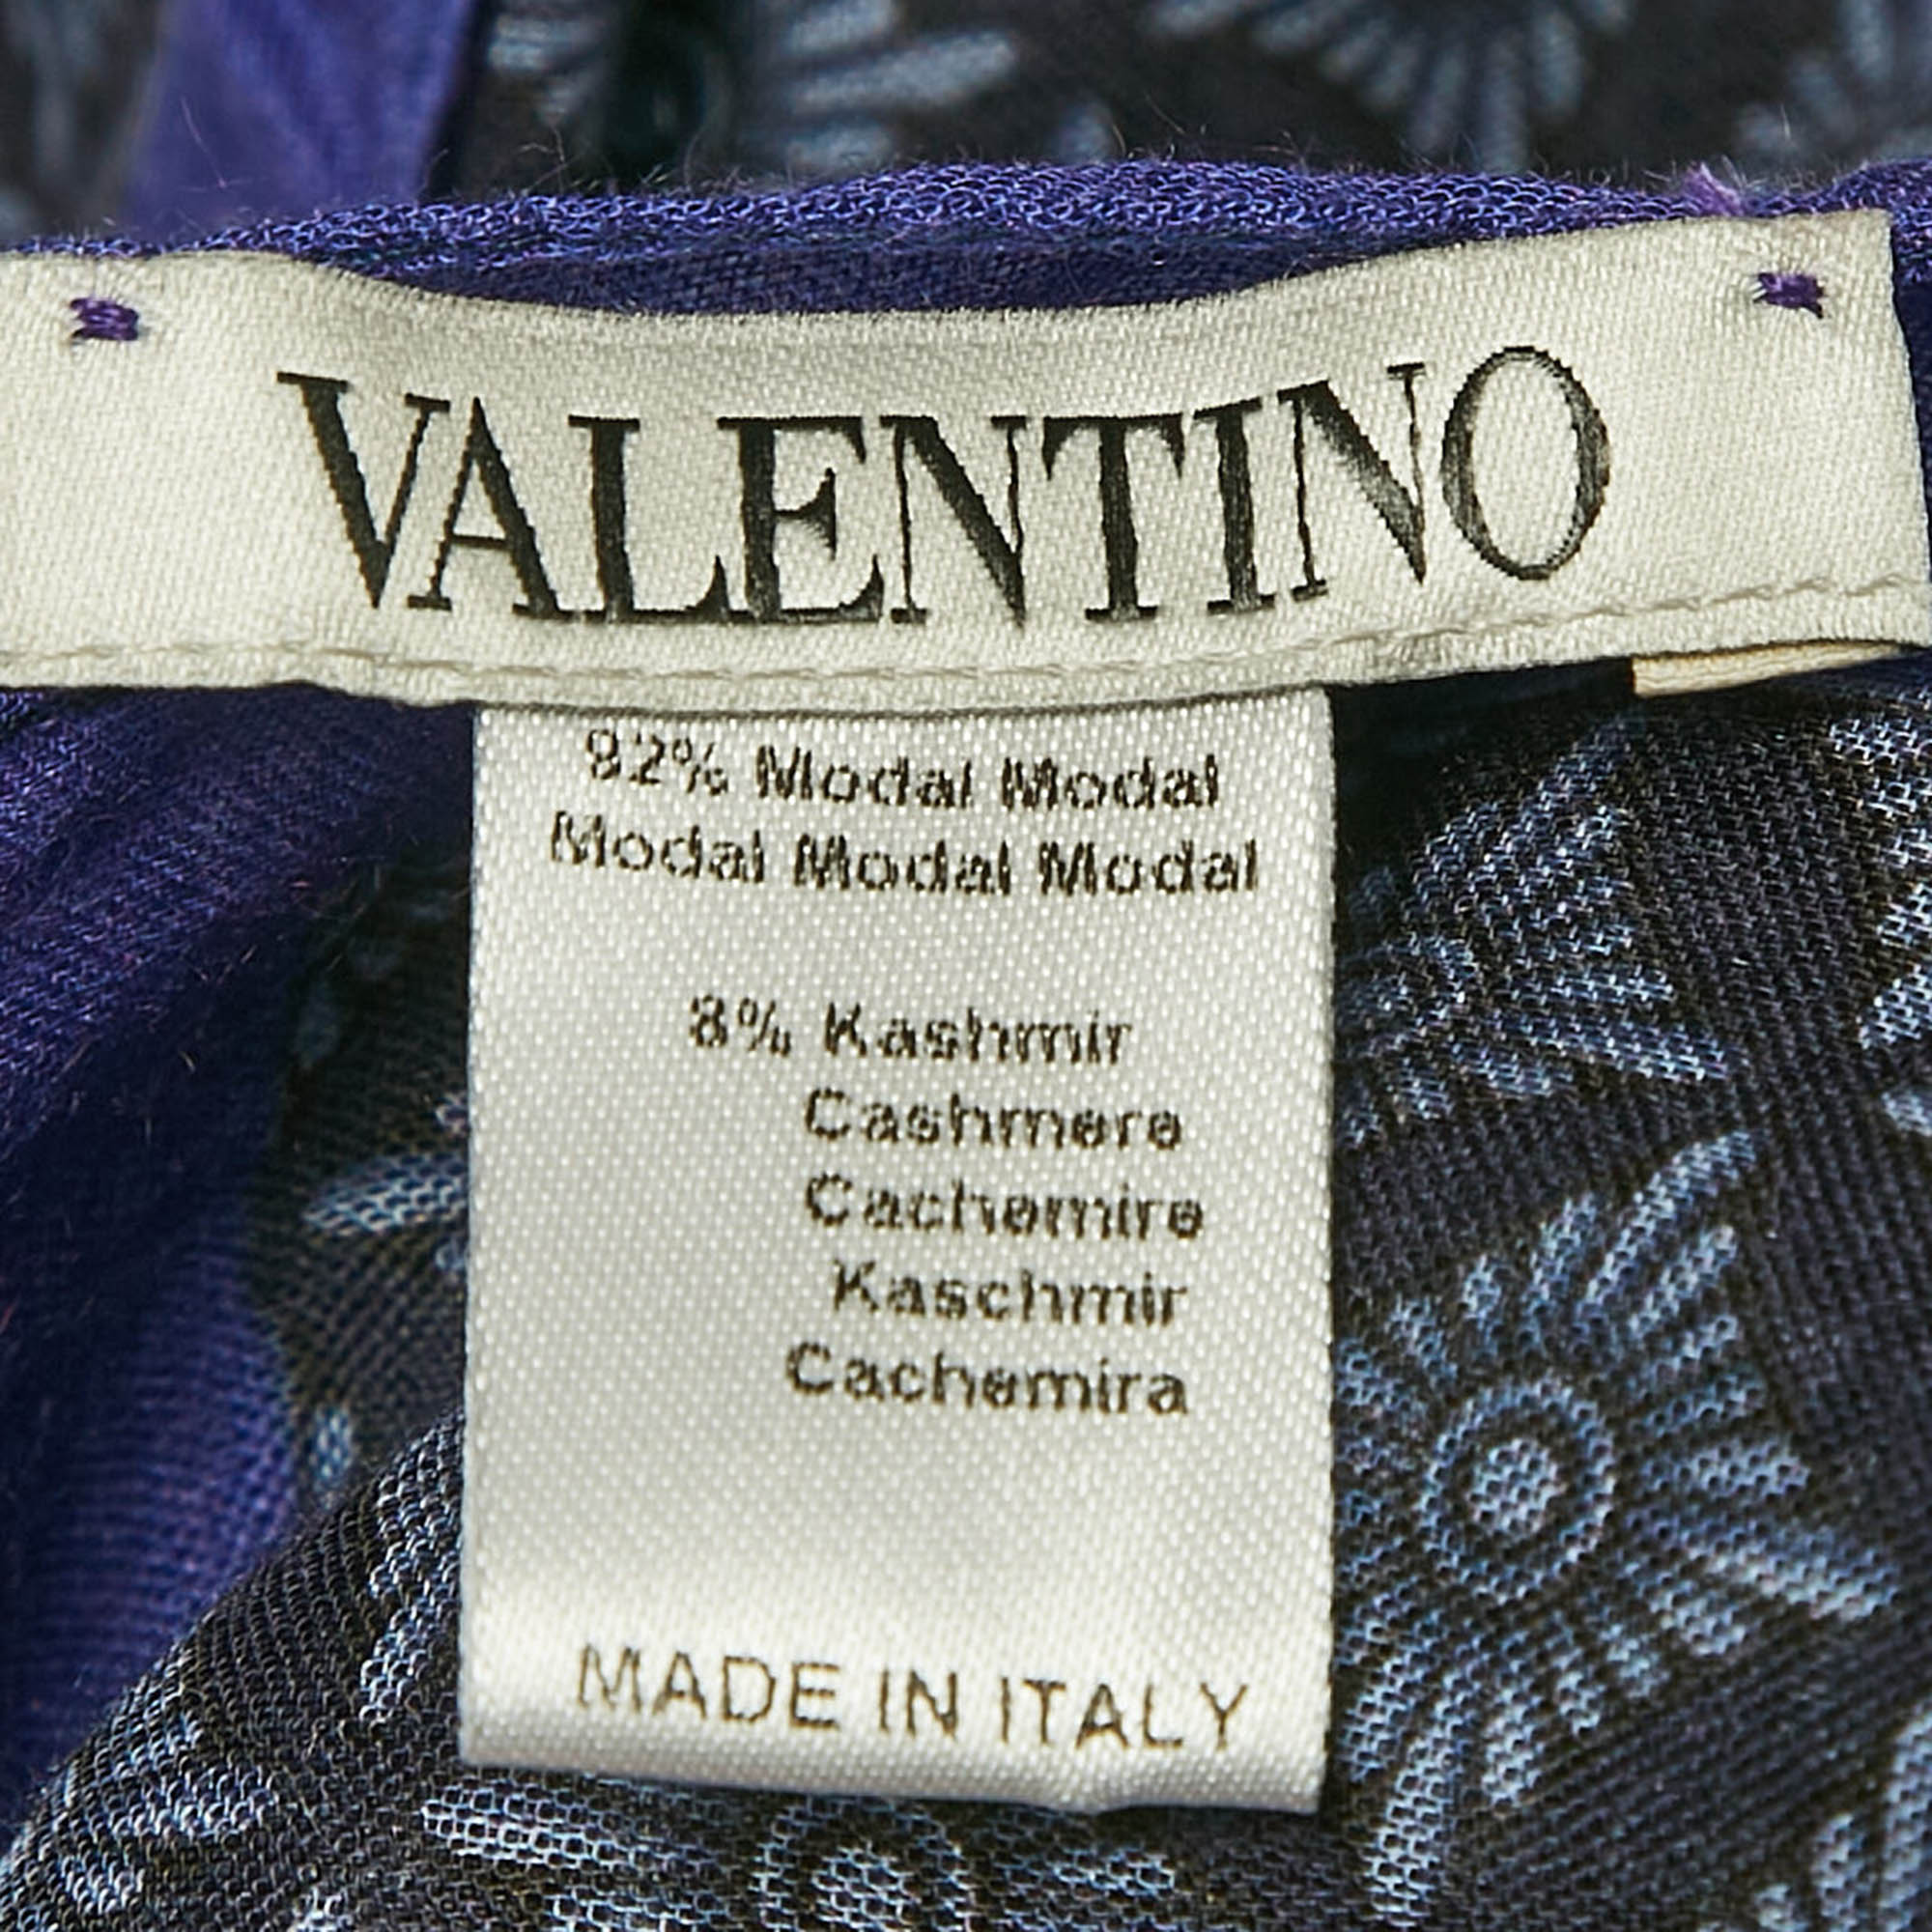 VALENTINO
92% Modal Modal
Modal Modal Modal
8% Kashmir
Cashmere
Cachemire
Kaschmir
Cachemira
MADE IN ITALY